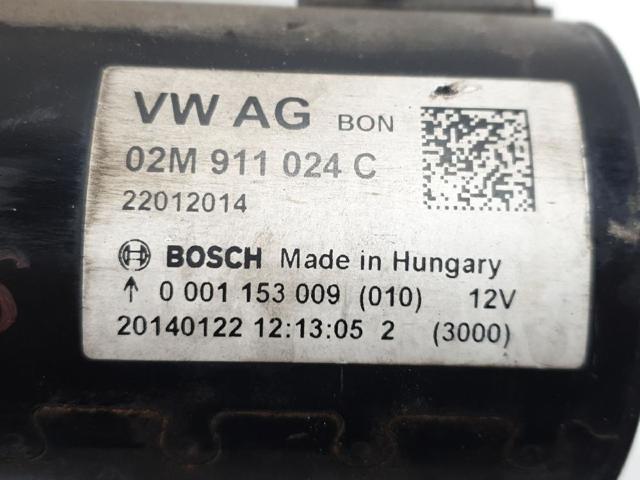 VW AG BON
02M 911 024 C
22012014
BOSCH Made in Hungary
↑ 0 001 153 009 (010) 12V
20140122 12:13:05 2 (3000)